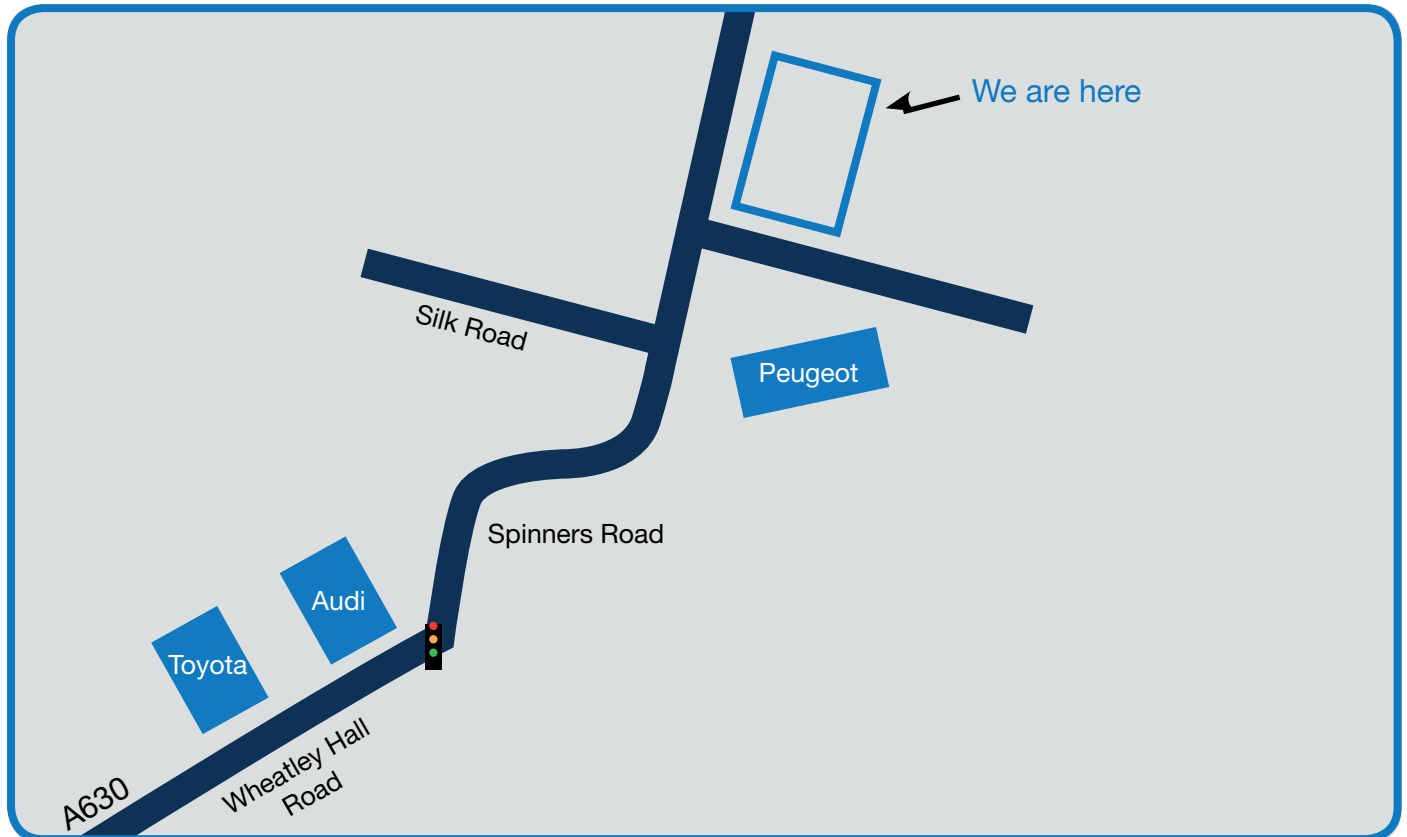 We are here
Silk Road
Peugeot
Spinners Road
Audi
Toyota
Wheatley Hall
Road
A630